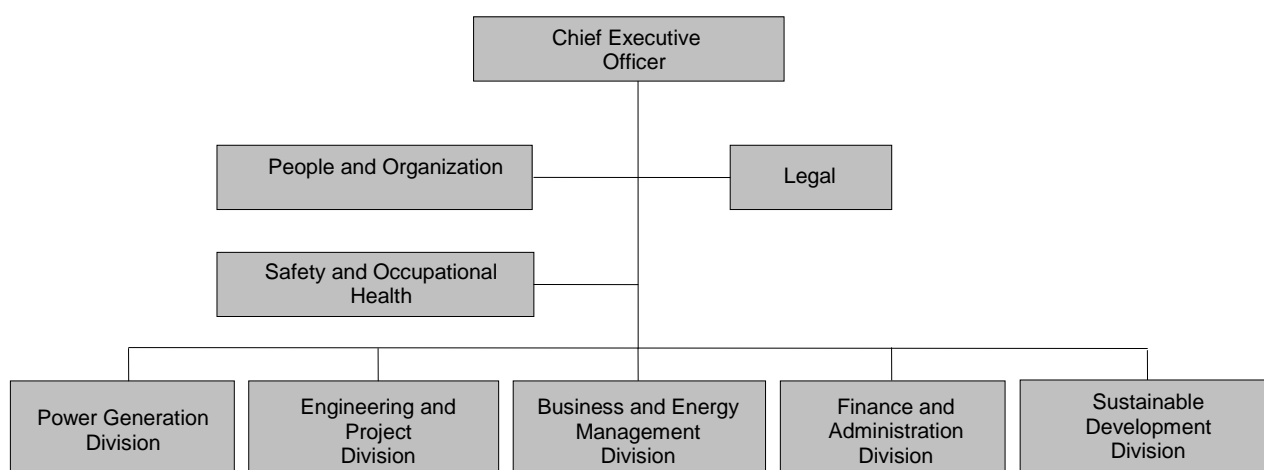 Chief Executive
Officer
People and Organization
Legal
Safety and Occupational
Health
Power Generation
Division
Engineering and
Project
Division
Business and Energy
Management
Division
Finance and
Administration
Division
Sustainable
Development
Division